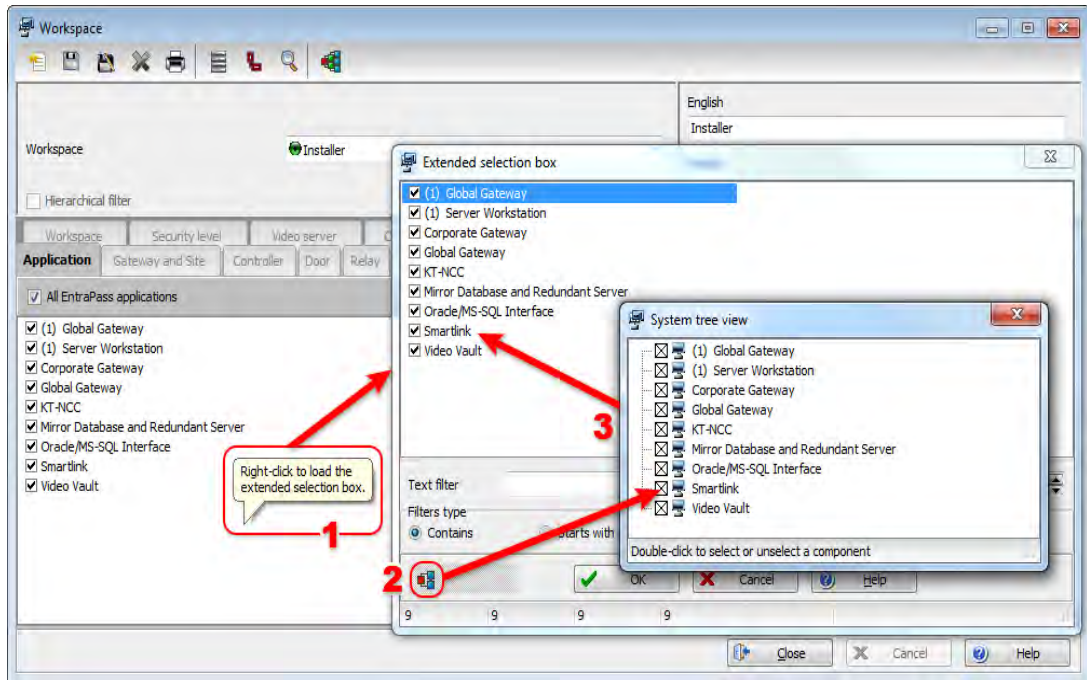 Workspace
English
Installer
Workspace
Installer
Hierarchical filter
Workspace
Security level
Video server
Application
Gateway and Site
Controller
Door
Relay
All EntraPass applications
(1) Global Gateway
(1) Server Workstation
Corporate Gateway
Global Gateway
KT-NCC
Mirror Database and Redundant Server
Oracle/MS-SQL Interface
Smartlink
Video Vault
Right-click to load the
extended selection box.
1
Extended selection box
(1) Global Gateway
(1) Server Workstation
Corporate Gateway
Global Gateway
KT-NCC
Mirror Database and Redundant Server
Oracle/MS-SQL Interface
Smartlink
Video Vault
3
System tree view
(1) Global Gateway
(1) Server Workstation
Corporate Gateway
Global Gateway
KT-NCC
Mirror Database and Redundant Server
Oracle/MS-SQL Interface
Smartlink
Video Vault
Double-click to select or unselect a component
Text filter
Filters type
Contains
Starts with
2
OK
Cancel
Help
9 9 9 9
Close
Cancel
Help